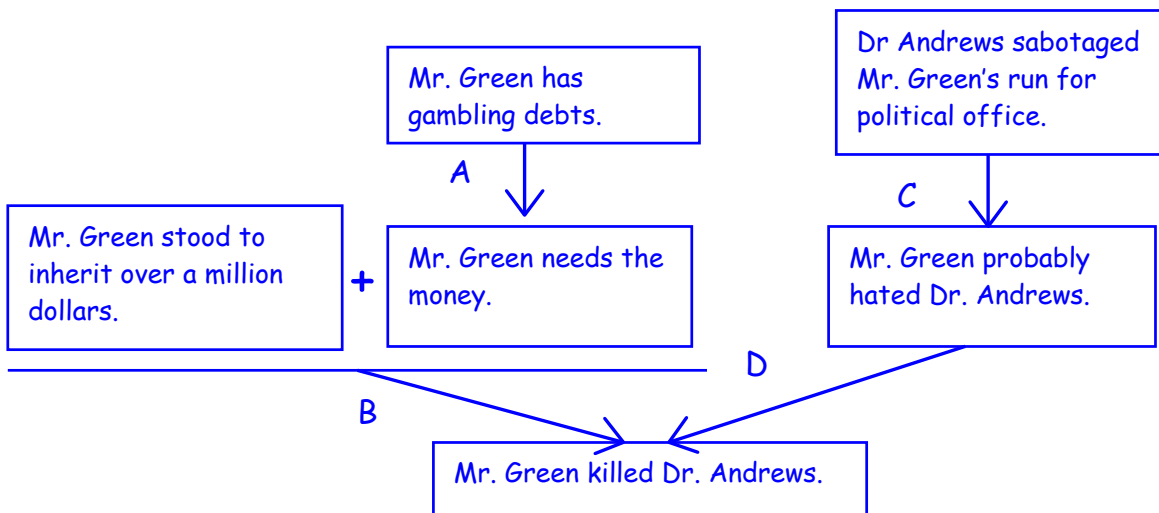 Mr. Green has
gambling debts.
Dr Andrews sabotaged
Mr. Green’s run for
political office.
A
C
Mr. Green stood to
inherit over a million
dollars.
+
Mr. Green needs the
money.
Mr. Green probably
hated Dr. Andrews.
B
D
Mr. Green killed Dr. Andrews.